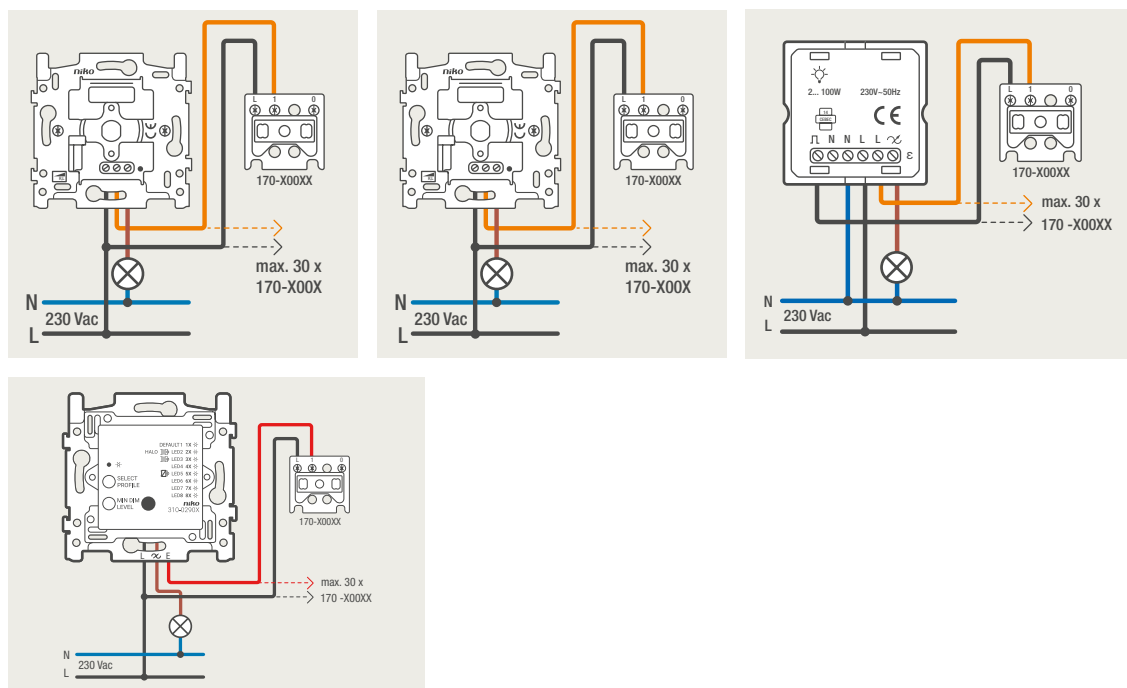 niko
L 1 0
170-X00XX
max. 30 x
170-X00X
N
230 Vac
L
niko
L 1 0
170-X00XX
max. 30 x
170-X00X
N
230 Vac
L
2... 100W 230V~50Hz
CEBEC
CE
N N L L
L 1 0
170-X00XX
max. 30 x
170 -X00XX
N
230 Vac
L
DEFAULT1 1X
HALO LED2 2X
LED3 3X
LED4 4X
LED5 5X
LED6 6X
LED7 7X
LED8 8X
SELECT
PROFILE
MIN DIM
LEVEL
niko
310-0290X
L E
L 1 0
170-X00XX
max. 30 x
170 -X00XX
N
230 Vac
L